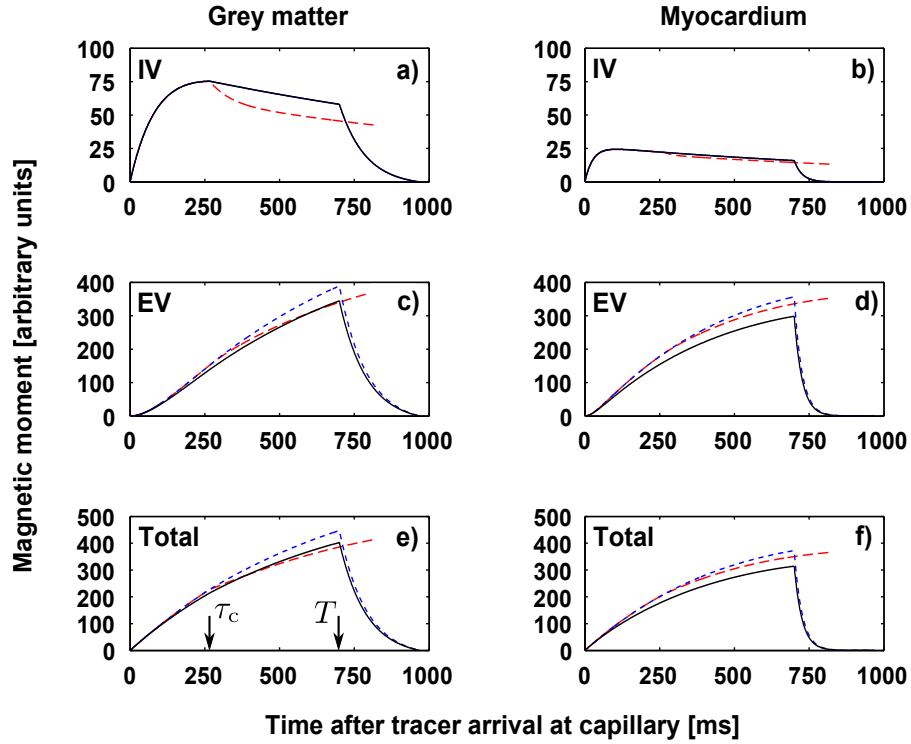 Grey matter
Myocardium
Magnetic moment [arbitrary units]
100
75
50
25
0
IV
a)
0 250 500 750 1000
100
75
50
25
0
IV
b)
0 250 500 750 1000
400
300
200
100
0
EV
c)
0 250 500 750 1000
400
300
200
100
0
EV
d)
0 250 500 750 1000
500
400
300
200
100
0
Total
e)
τc
T
0 250 500 750 1000
500
400
300
200
100
0
Total
f)
0 250 500 750 1000
Time after tracer arrival at capillary [ms]